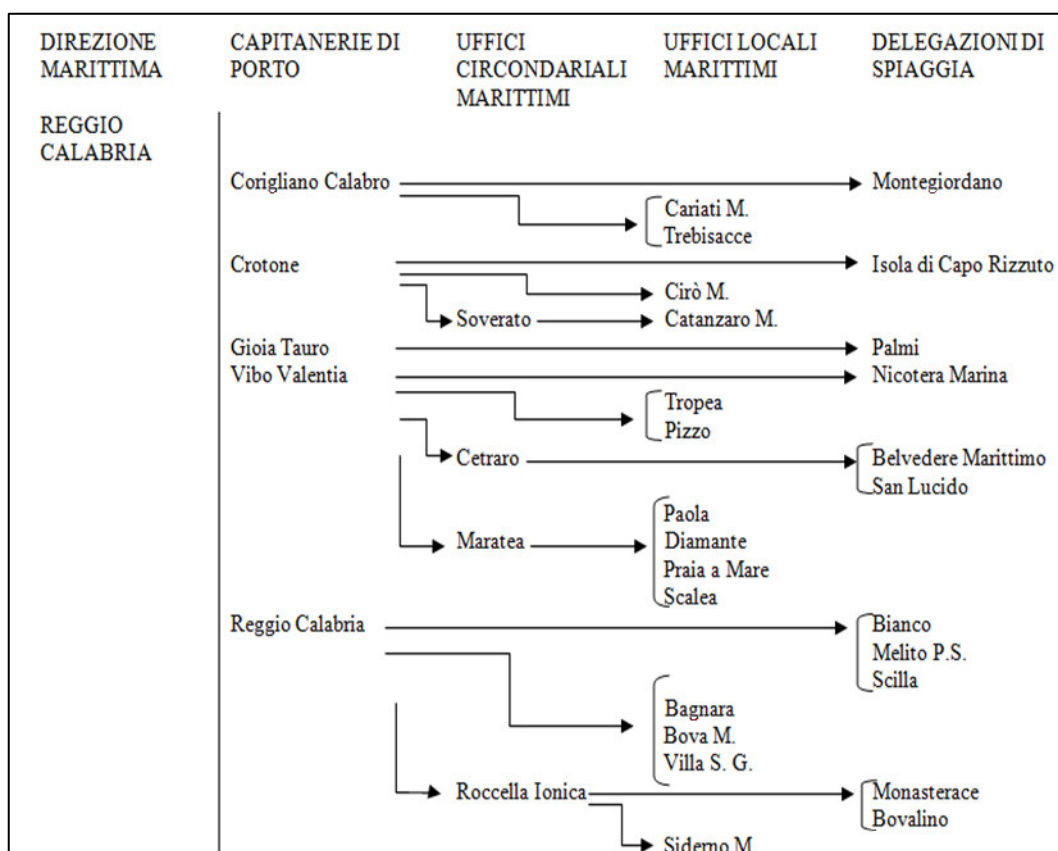 DIREZIONE MARITTIMA
CAPITANERIE DI PORTO
UFFICI CIRCONDARIALI MARITTIMI
UFFICI LOCALI MARITTIMI
DELEGAZIONI DI SPIAGGIA
REGGIO CALABRIA
Corigliano Calabro
Montegiordano
Cariati M.
Trebisacce
Crotone
Isola di Capo Rizzuto
Cirò M.
Soverato
Catanzaro M.
Gioia Tauro
Palmi
Vibo Valentia
Nicotera Marina
Tropea
Pizzo
Cetraro
Belvedere Marittimo
San Lucido
Maratea
Paola
Diamante
Praia a Mare
Scalea
Reggio Calabria
Bianco
Melito P.S.
Scilla
Bagnara
Bova M.
Villa S. G.
Roccella Ionica
Monasterace
Bovalino
Siderno M